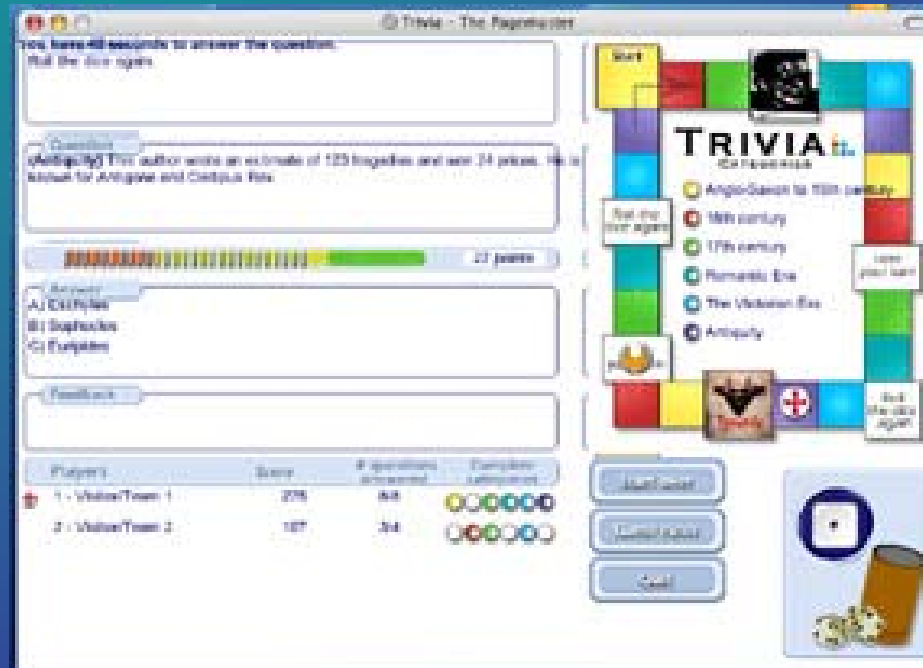 Trivia - The Pagemaster
You have 40 seconds to answer the question.
Roll the dice again
Question
(Antiquity) This author wrote an estimate of 123 tragedies and won 24 prizes. He is
known for Antigone and Oedipus Rex
27 points
Answer
A)
B) Sophocles
C) Euripides
Feedback
Players
Score
# questions
answered
Complete
categories
1 - Visitor/Team 1
275
2 - Visitor/Team 2
Start
TRIVIA
CATEGORIES
Anglo-Saxon to 15th century
16th century
17th century
Romantic Era
The Victorian Era
Antiquity
Roll the
dice again
your turn
Roll
the dice
again
Quit